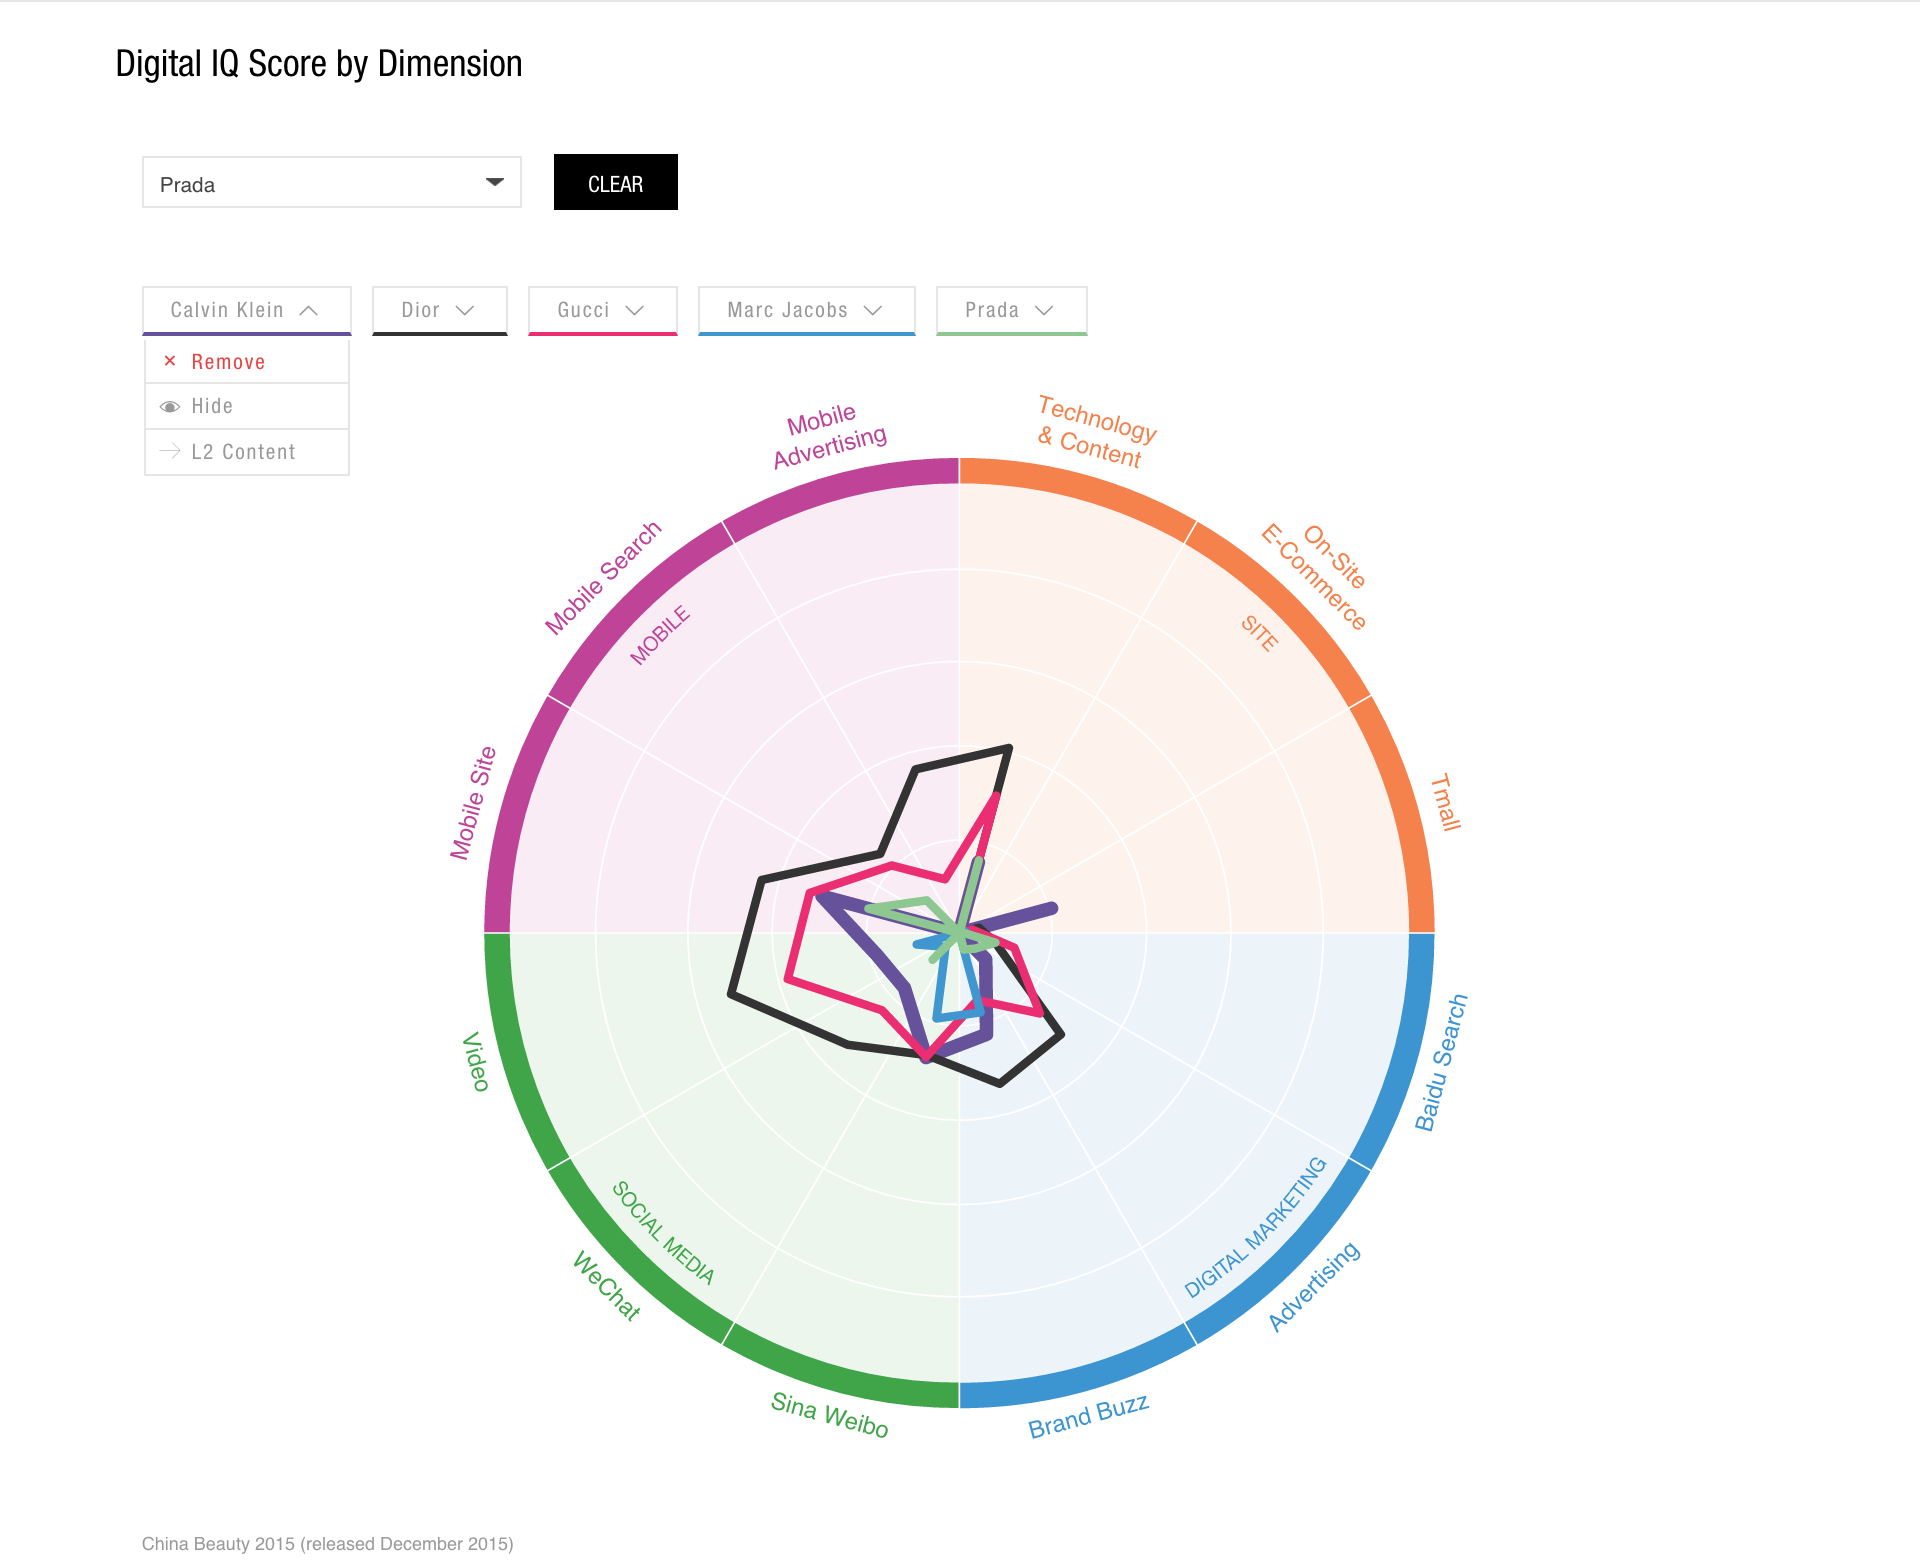 Digital IQ Score by Dimension
Prada
CLEAR
Calvin Klein
Dior
Gucci
Marc Jacobs
Prada
Remove
Hide
L2 Content
Mobile
Advertising
Technology
& Content
Mobile Search
On-Site
E-Commerce
MOBILE
SITE
Mobile Site
Tmall
Video
Baidu Search
SOCIAL MEDIA
DIGITAL MARKETING
WeChat
Advertising
Sina Weibo
Brand Buzz
China Beauty 2015 (released December 2015)